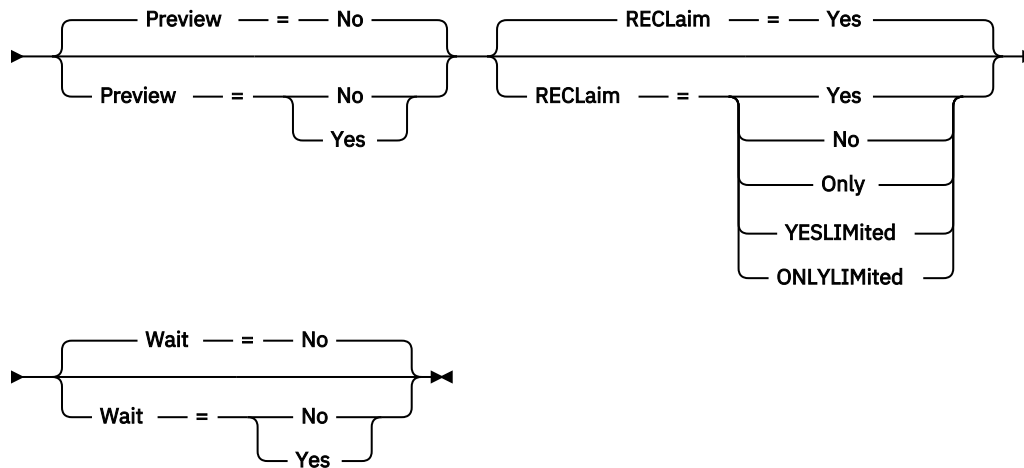 Preview = No
RECLaim = Yes
Preview = No
Yes
RECLaim = Yes
No
Only
YESLIMited
ONLYLIMited
Wait = No
Wait = No
Yes